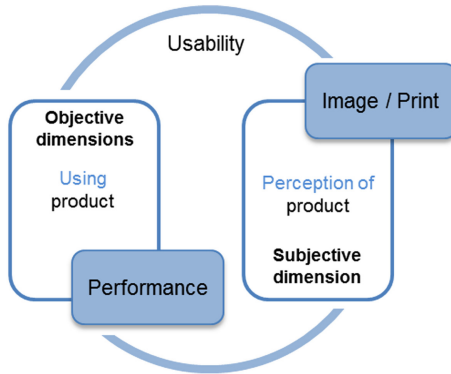 Usability
Image / Print
Objective
dimensions
Using
product
Performance
Perception of
product
Subjective
dimension